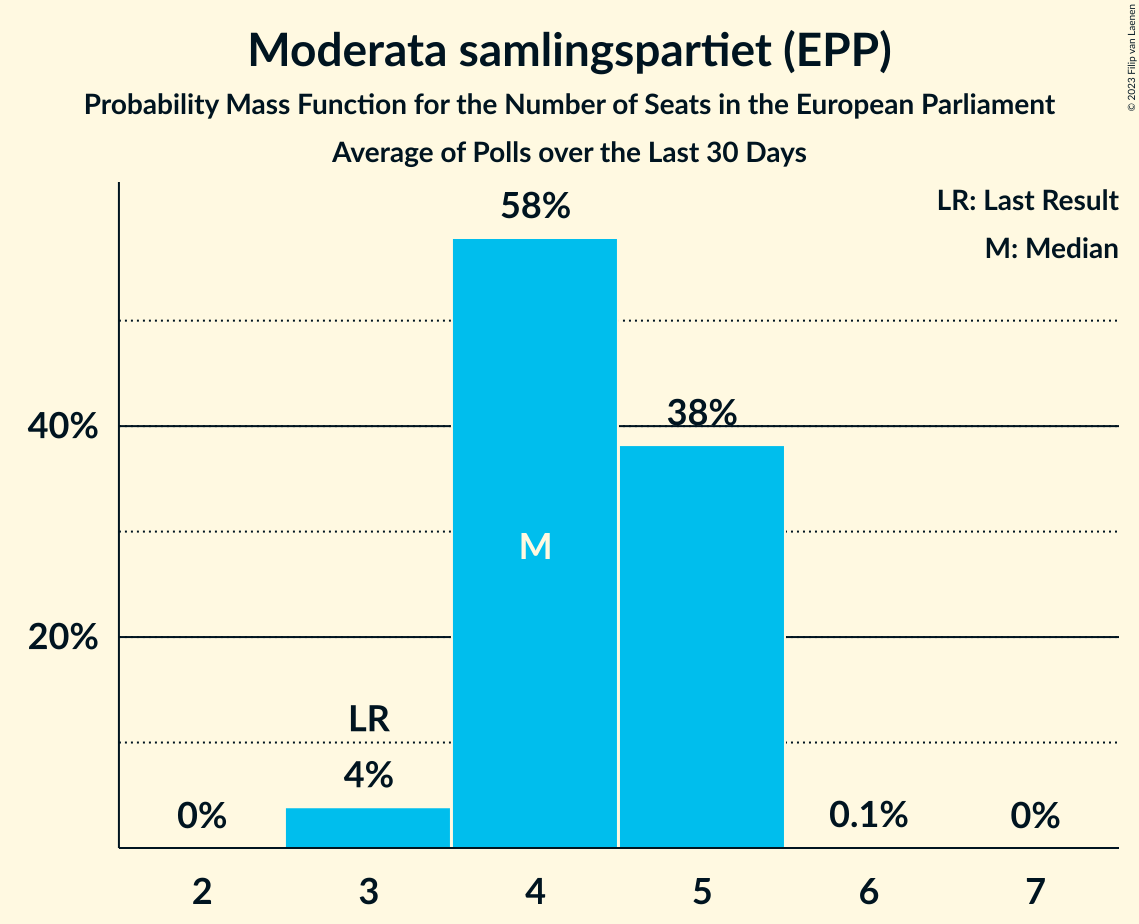 Moderata samlingspartiet (EPP)
Probability Mass Function for the Number of Seats in the European Parliament
Average of Polls over the Last 30 Days
© 2023 Filip van Laenen
LR: Last Result
M: Median
58%
38%
40%
M
20%
LR
4%
0%
0.1%
0%
2 3 4 5 6 7